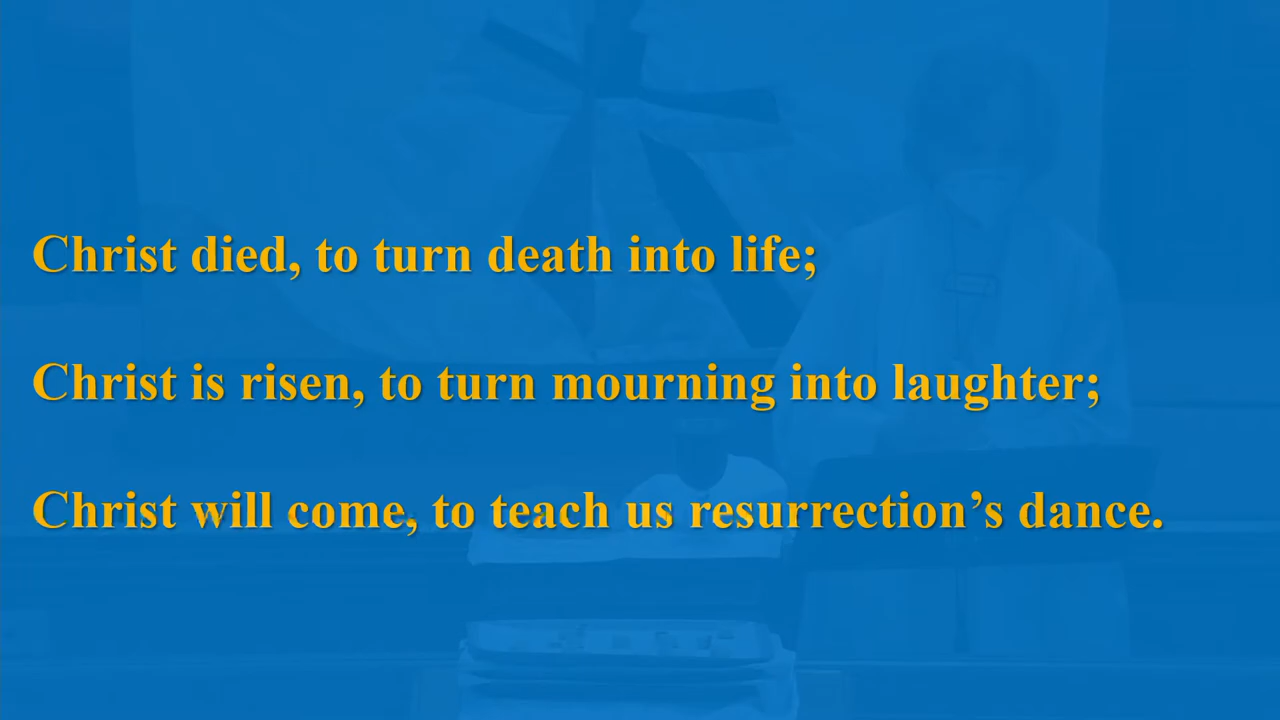 Christ died, to turn death into life;
Christ is risen, to turn mourning into laughter;
Christ will come, to teach us resurrection’s dance.